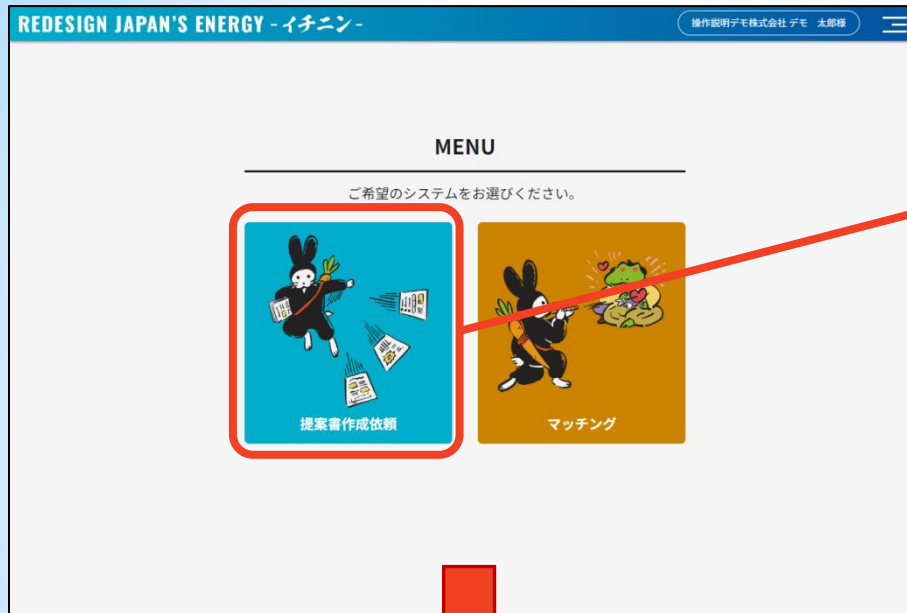 REDESIGN JAPAN'S ENERGY -イチニン-
操作説明デモ株式会社 デモ　太郎様
MENU
ご希望のシステムをお選びください。
提案書作成依頼
マッチング